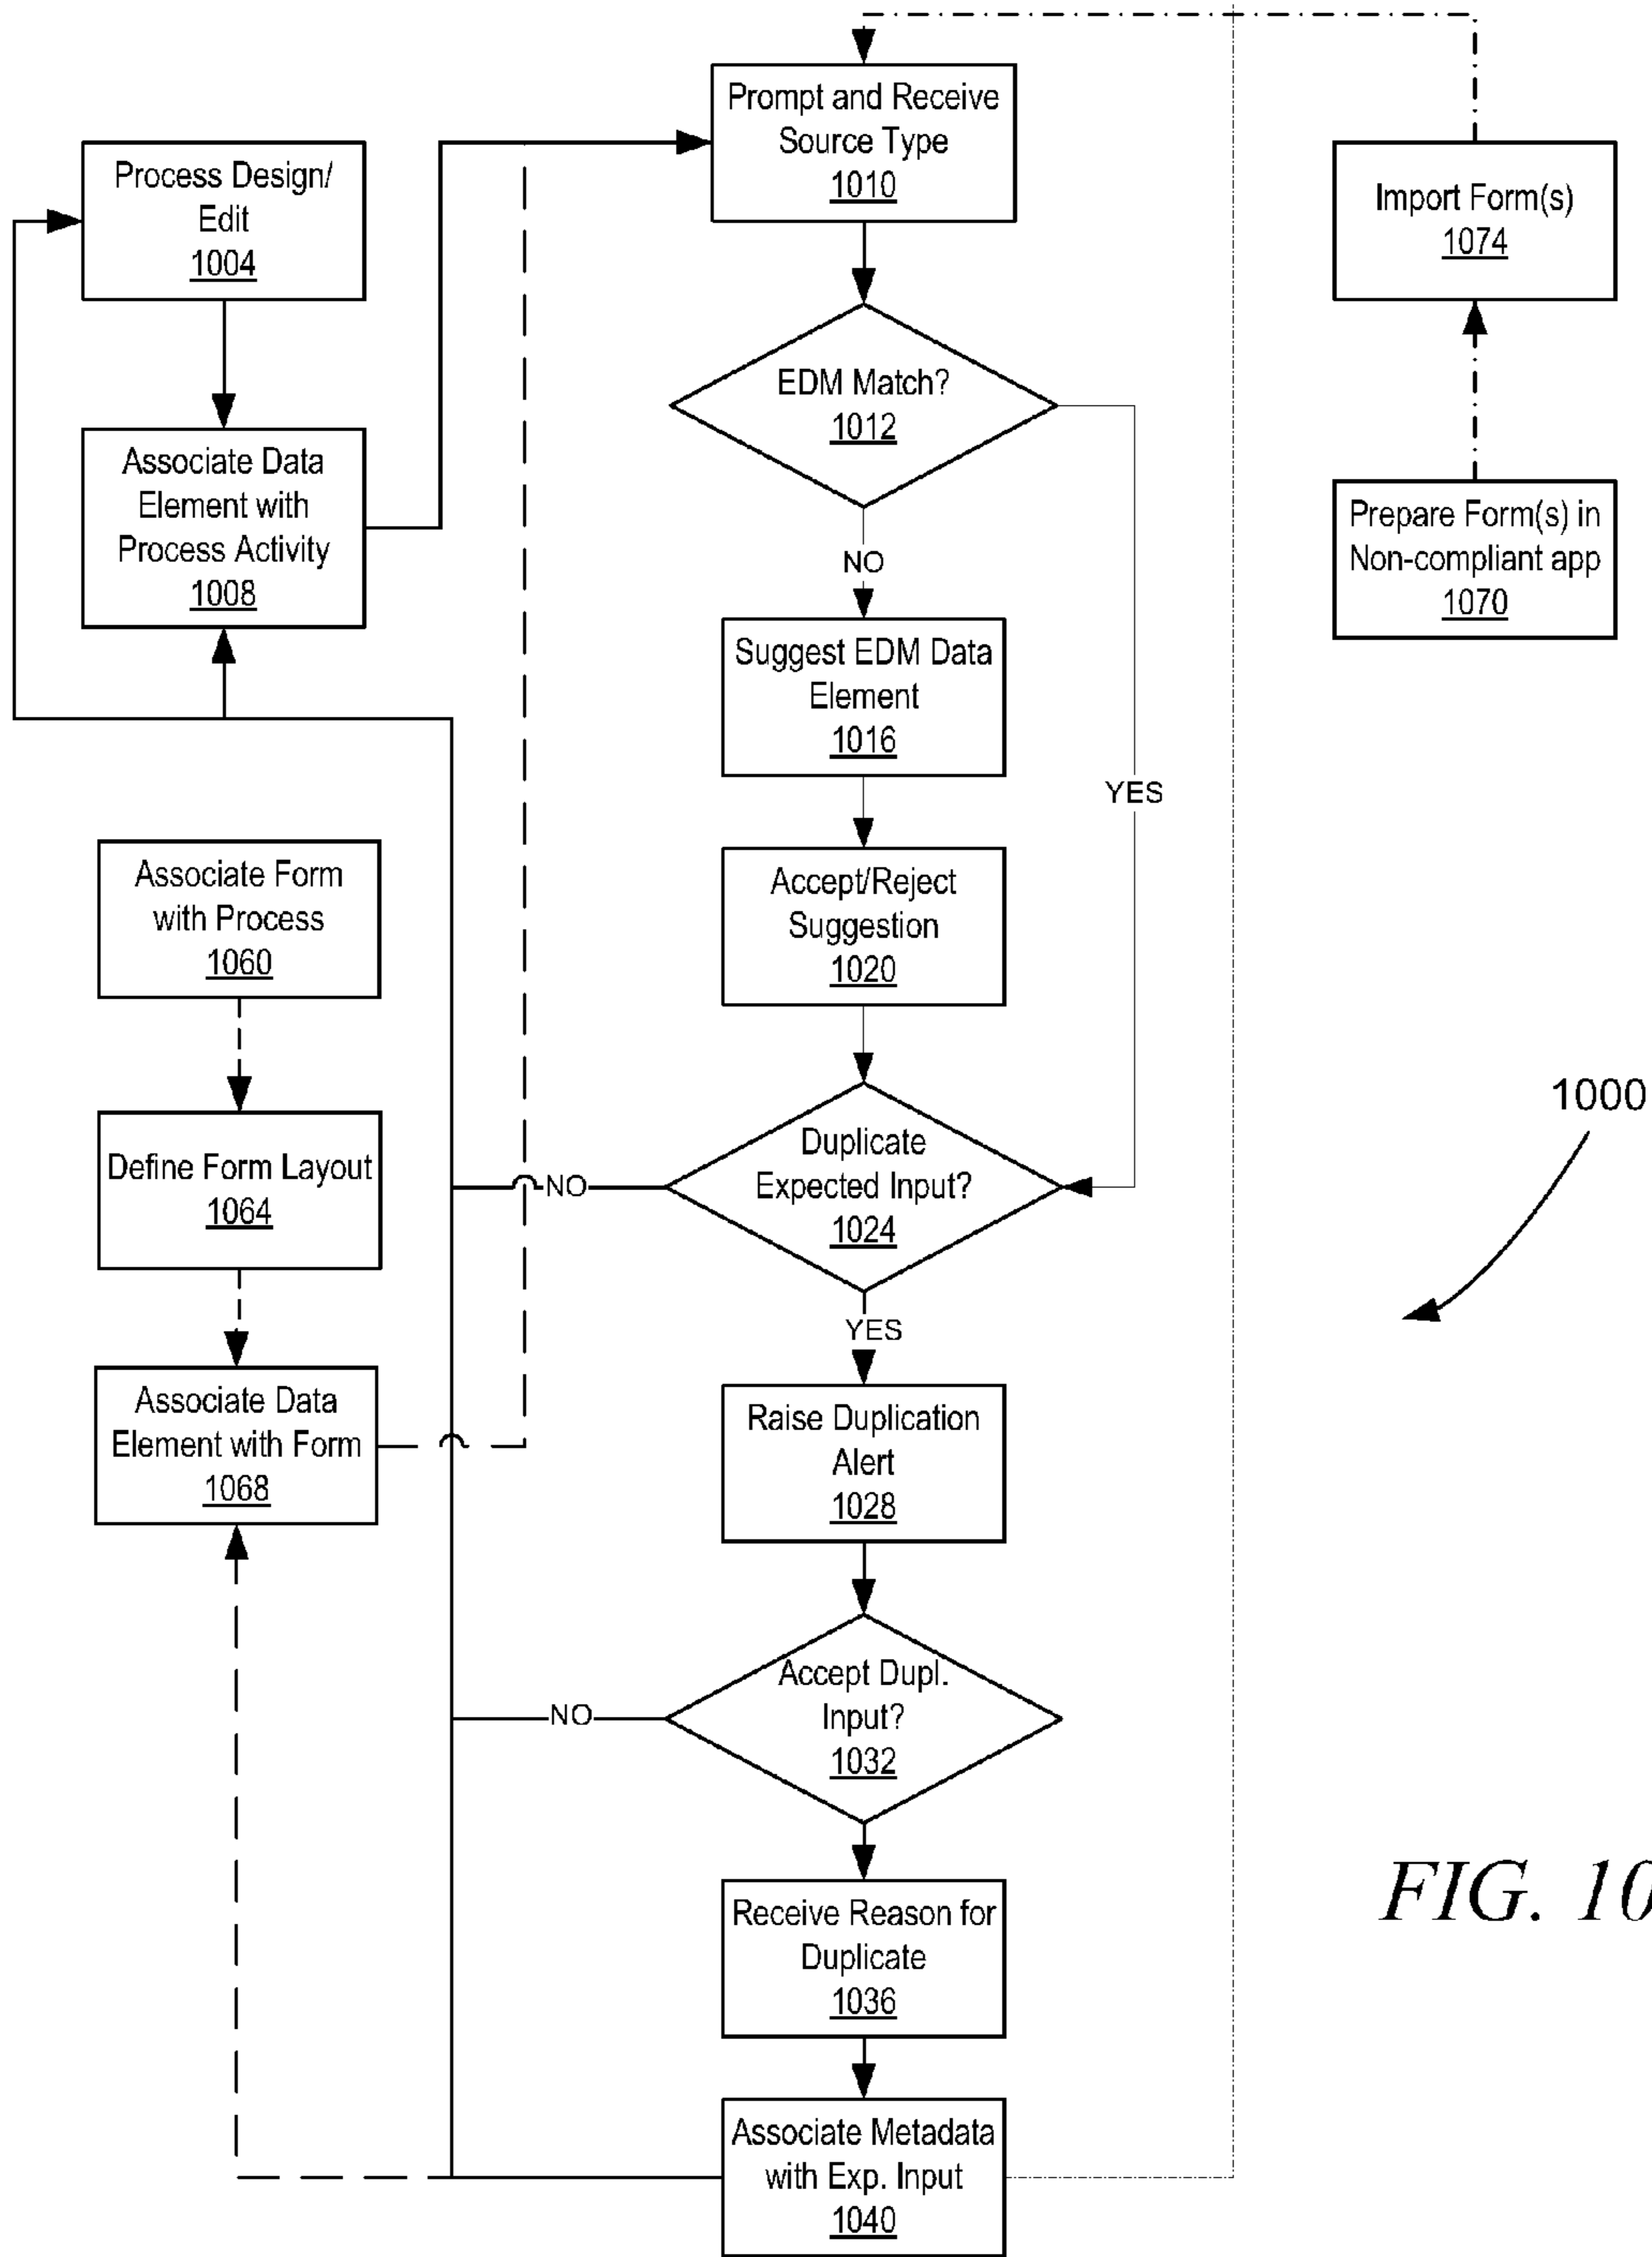 Process Design/
Edit
1004
Associate Data
Element with
Process Activity
1008
Associate Form
with Process
1060
Define Form Layout
1064
Associate Data
Element with Form
1068
Prompt and Receive
Source Type
1010
EDM Match?
1012
NO
YES
Suggest EDM Data
Element
1016
Accept/Reject
Suggestion
1020
Duplicate
Expected Input?
1024
NO
YES
Raise Duplication
Alert
1028
Accept Dupl.
Input?
1032
NO
Receive Reason for
Duplicate
1036
Associate Metadata
with Exp. Input
1040
Import Form(s)
1074
Prepare Form(s) in
Non-compliant app
1070
1000
FIG. 10